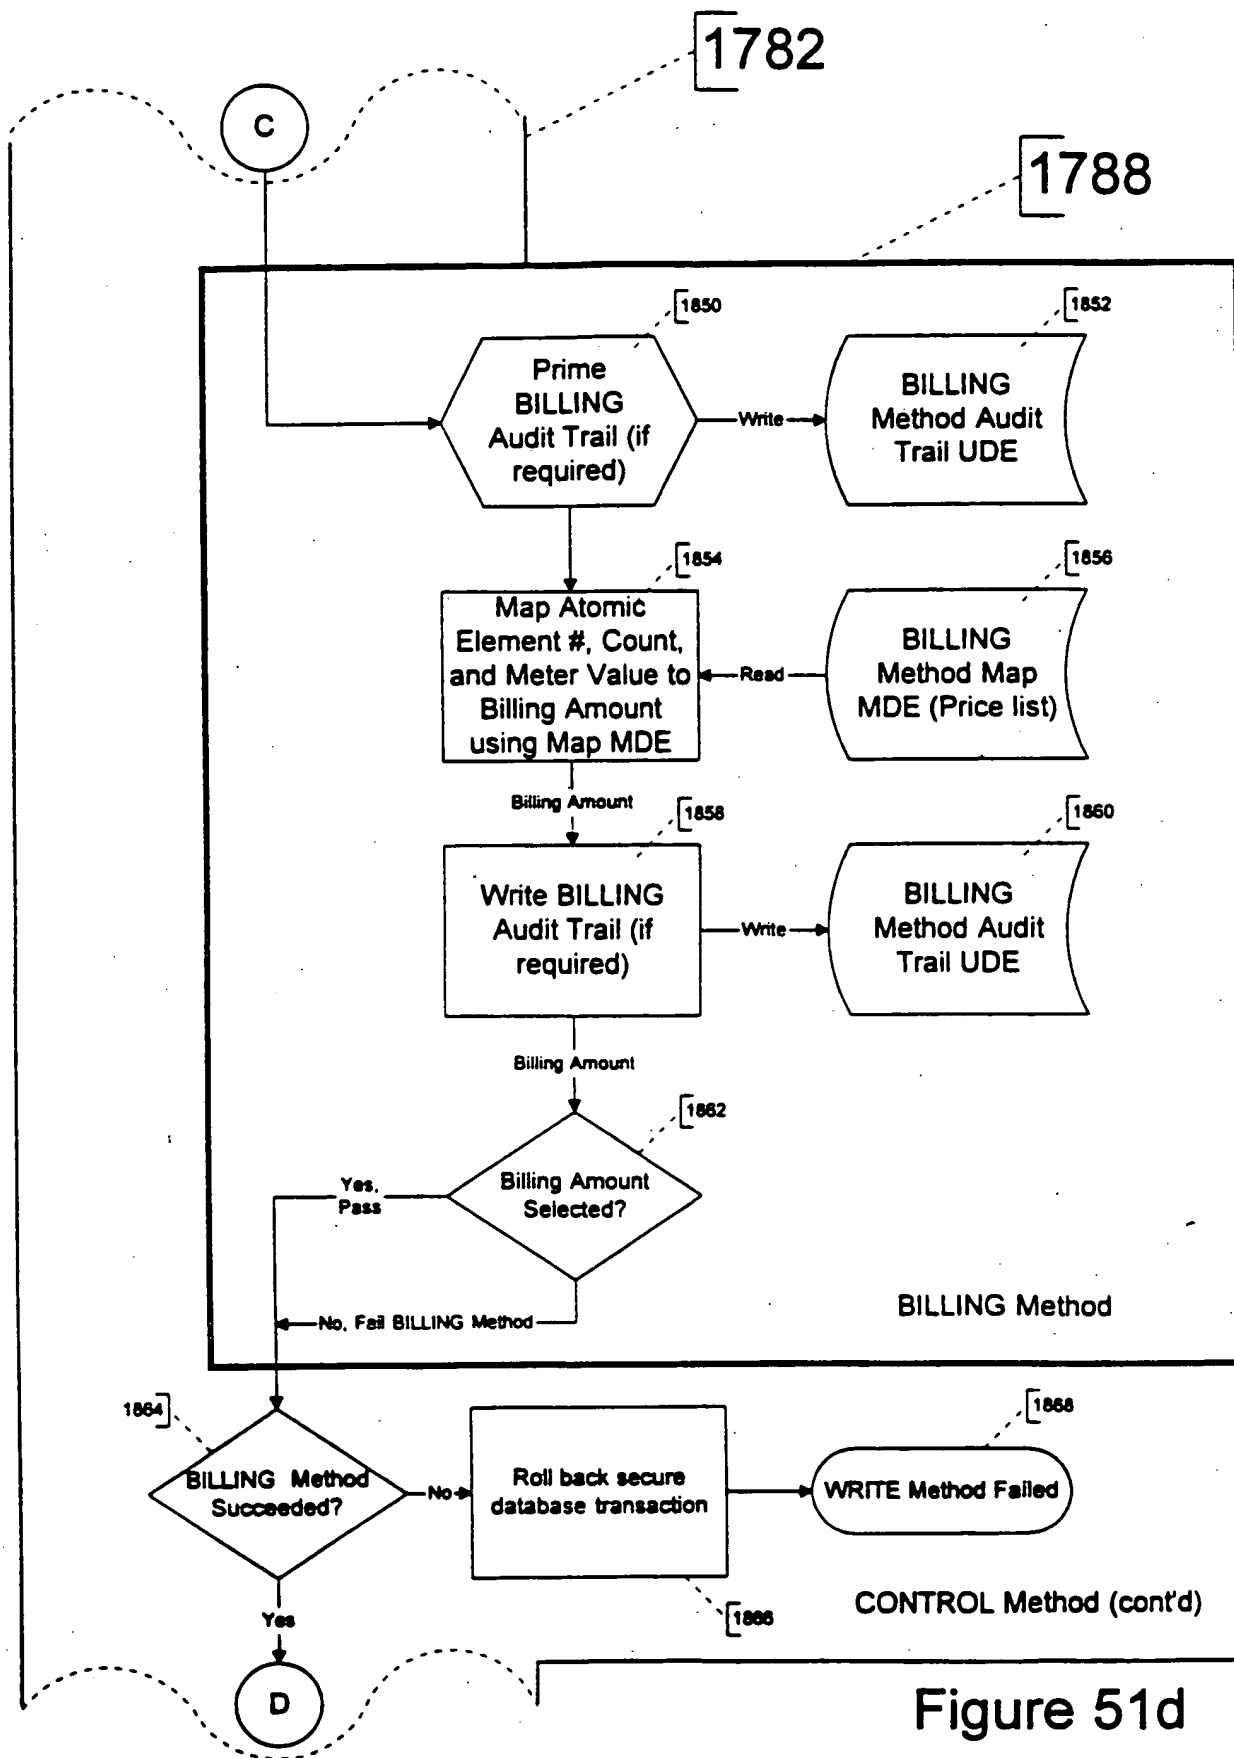 1782
C
1788
1850
1852
Prime
BILLING
Audit Trail (if
required)
Write
BILLING
Method Audit
Trail UDE
1854
1856
Map Atomic
Element #, Count,
and Meter Value to
Billing Amount
using Map MDE
Read
BILLING
Method Map
MDE (Price list)
Billing Amount
1858
1860
Write BILLING
Audit Trail (if
required)
Write
BILLING
Method Audit
Trail UDE
Billing Amount
1862
Billing Amount
Selected?
Yes,
Pass
No, Fail BILLING Method
BILLING Method
1864
1868
BILLING Method
Succeeded?
No
Roll back secure
database transaction
WRITE Method Failed
Yes
1866
CONTROL Method (cont'd)
D
Figure 51d